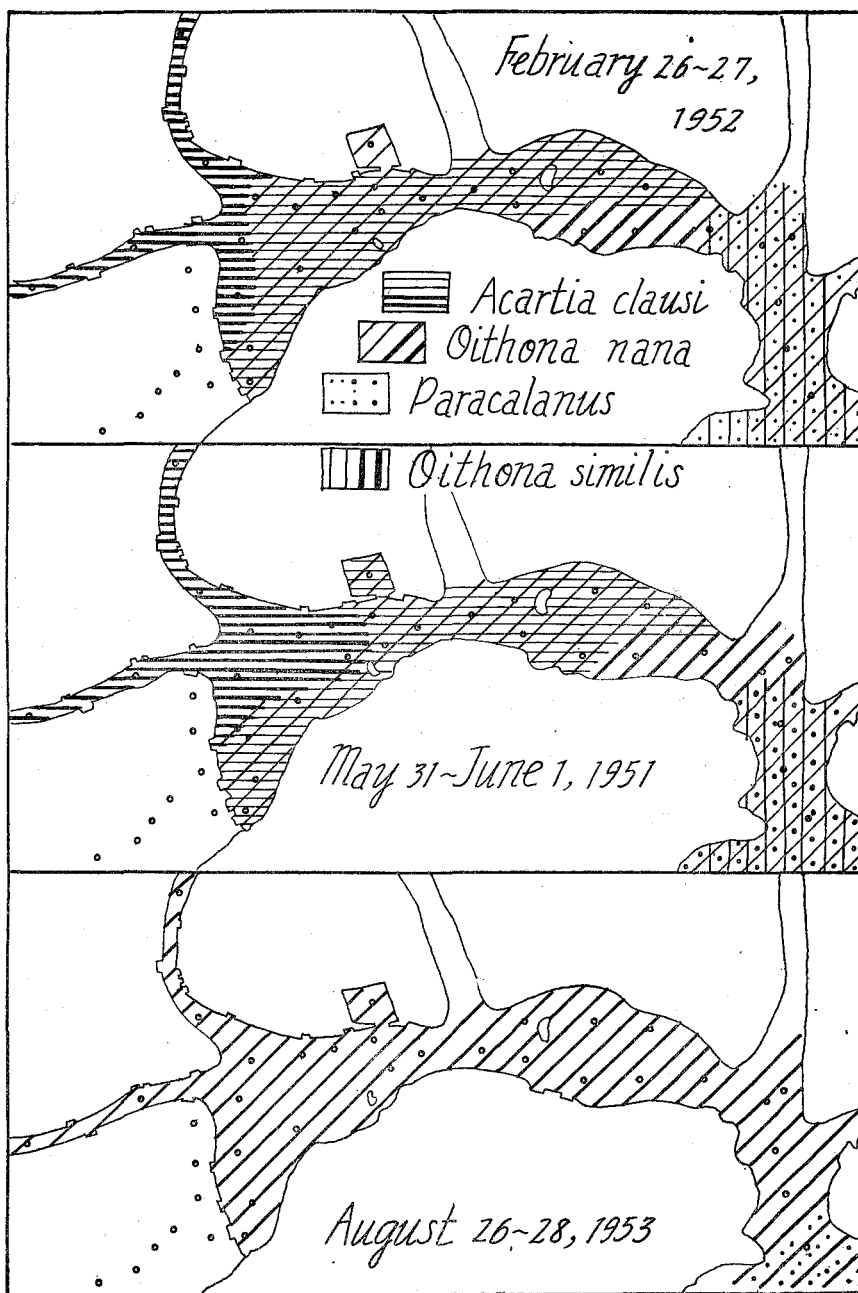 February 26~27,
1952
Acartia clausi
Oithona nana
Paracalanus
Oithona similis
May 31~June 1, 1951
August 26~28, 1953